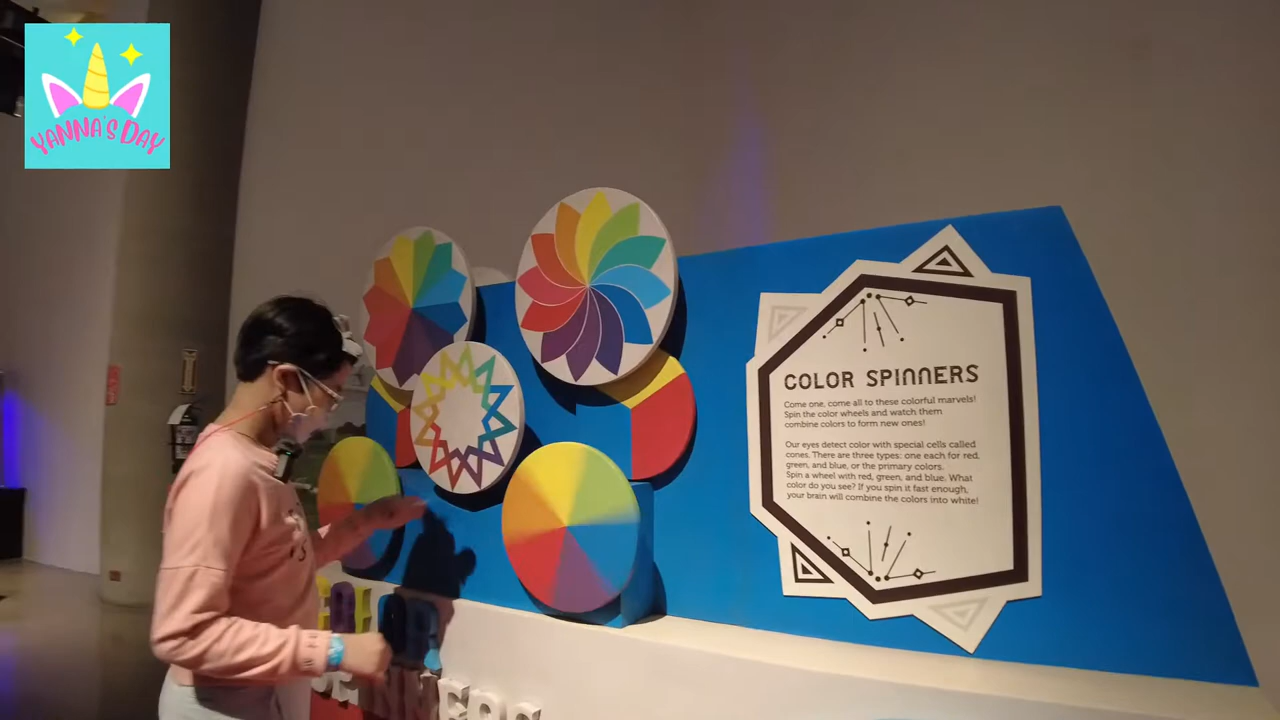 YANNA'S DAY
COLOR SPINNERS
Come one, come all to these colorful marvels!
Spin the color wheels and watch them
combine colors to form new ones!
Our eyes detect color with special cells called
cones. There are three types: one each for red,
green, and blue, or the primary colors.
Spin a wheel with red, green, and blue. What
color do you see? If you spin it fast enough,
your brain will combine the colors into white!